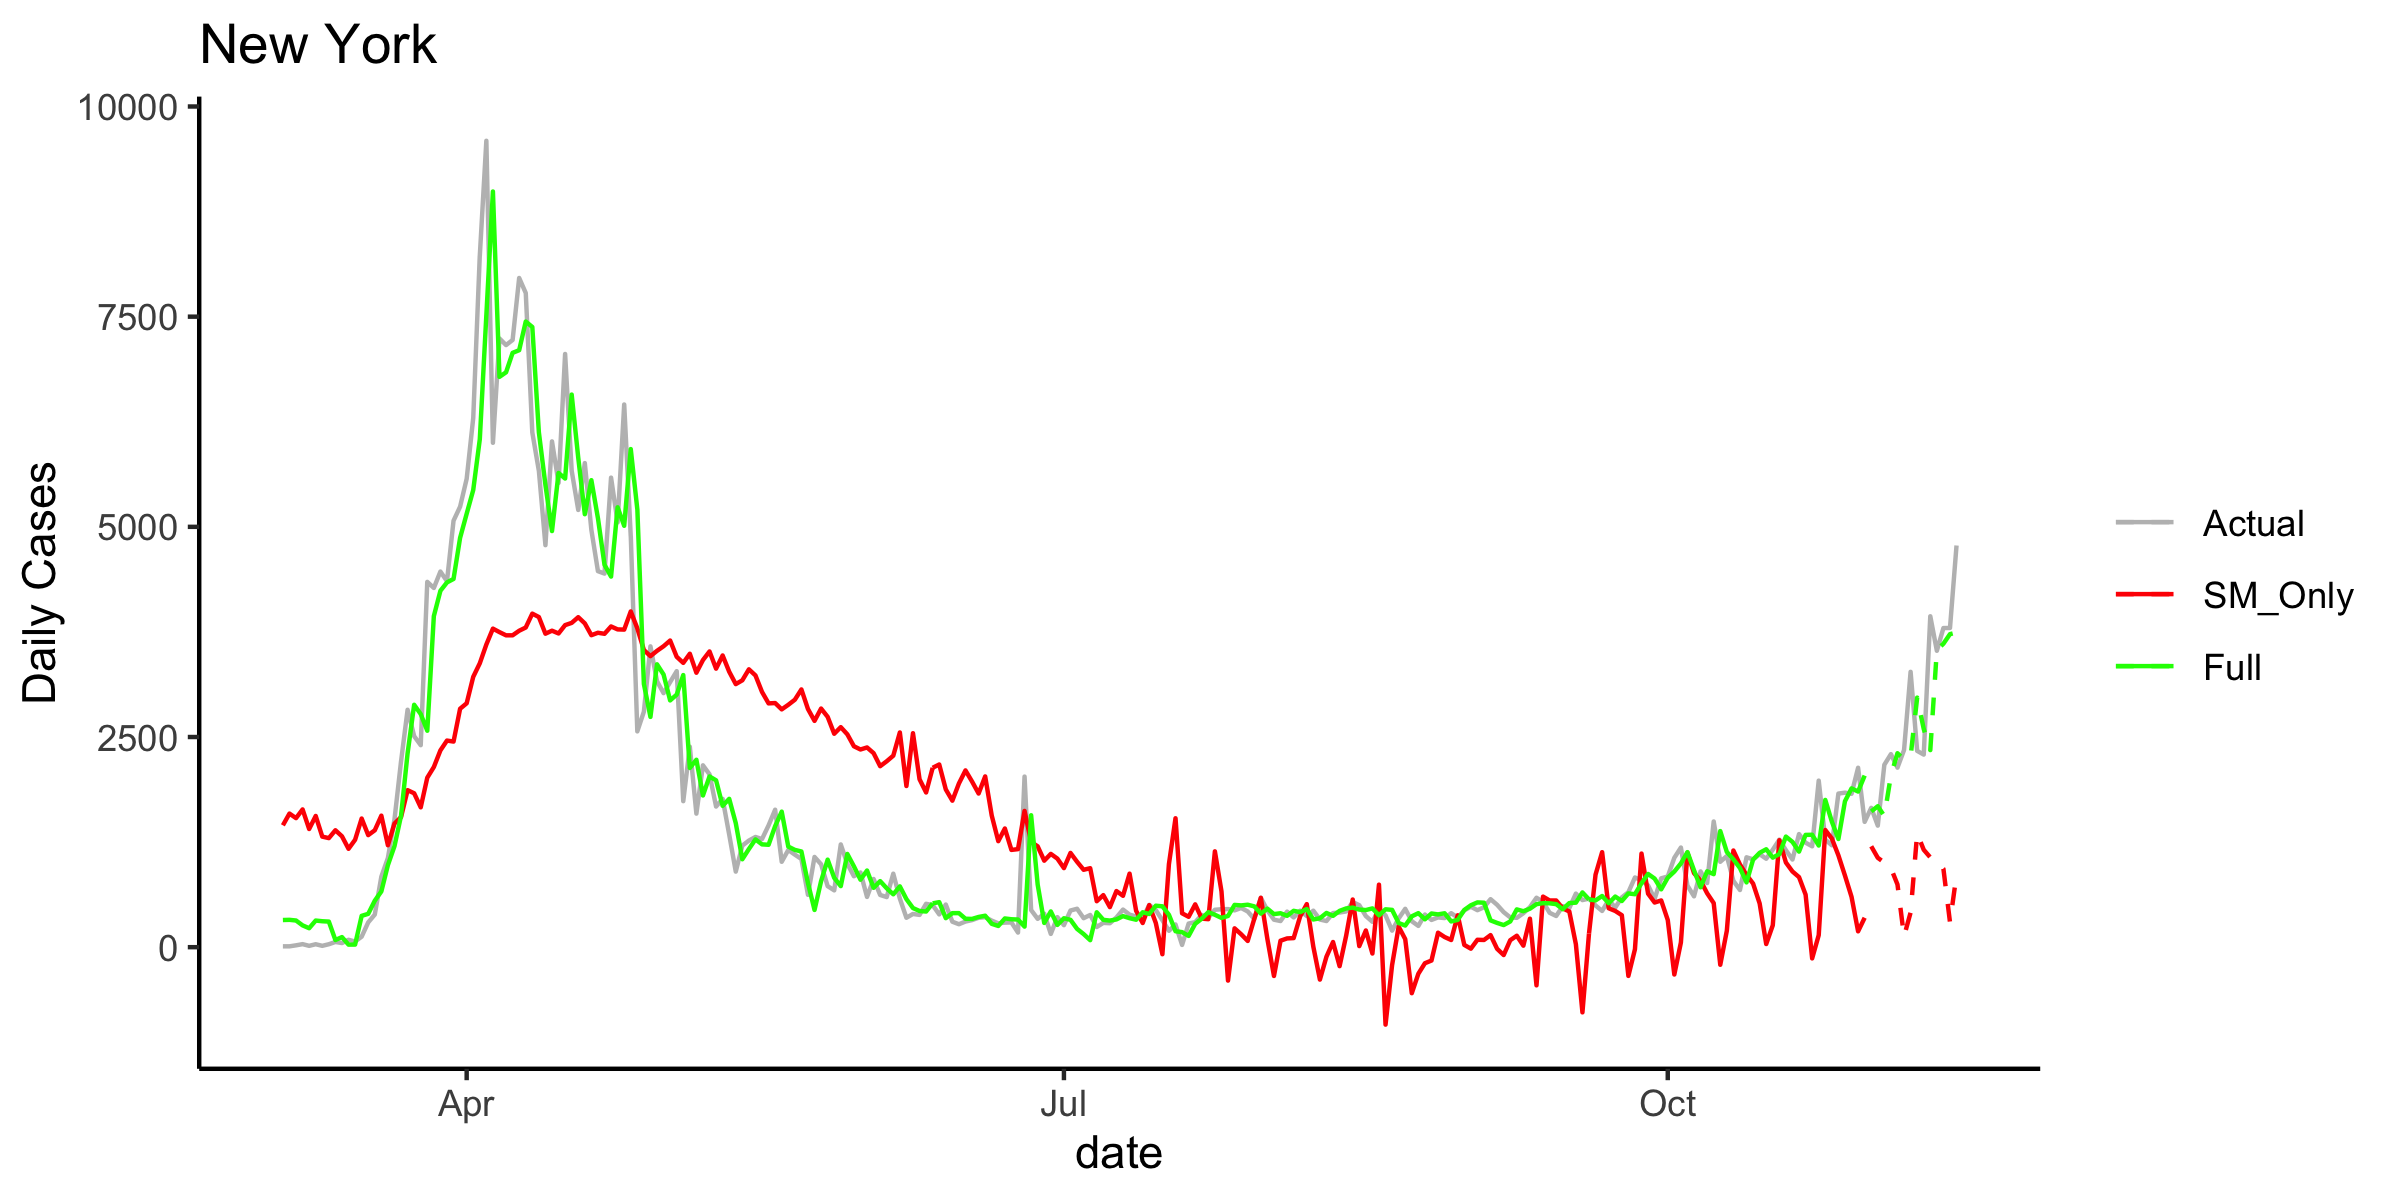 New York
10000
7500
5000
2500
0
Daily Cases
Apr
Jul
Oct
date
Actual
SM_Only
Full